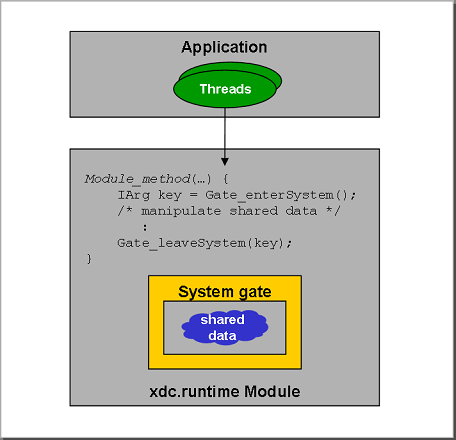 Application
Threads
Module_method(…) {
IArg key = Gate_enterSystem();
/* manipulate shared data */
:
Gate_leaveSystem(key);
}
System gate
shared
data
xdc.runtime Module